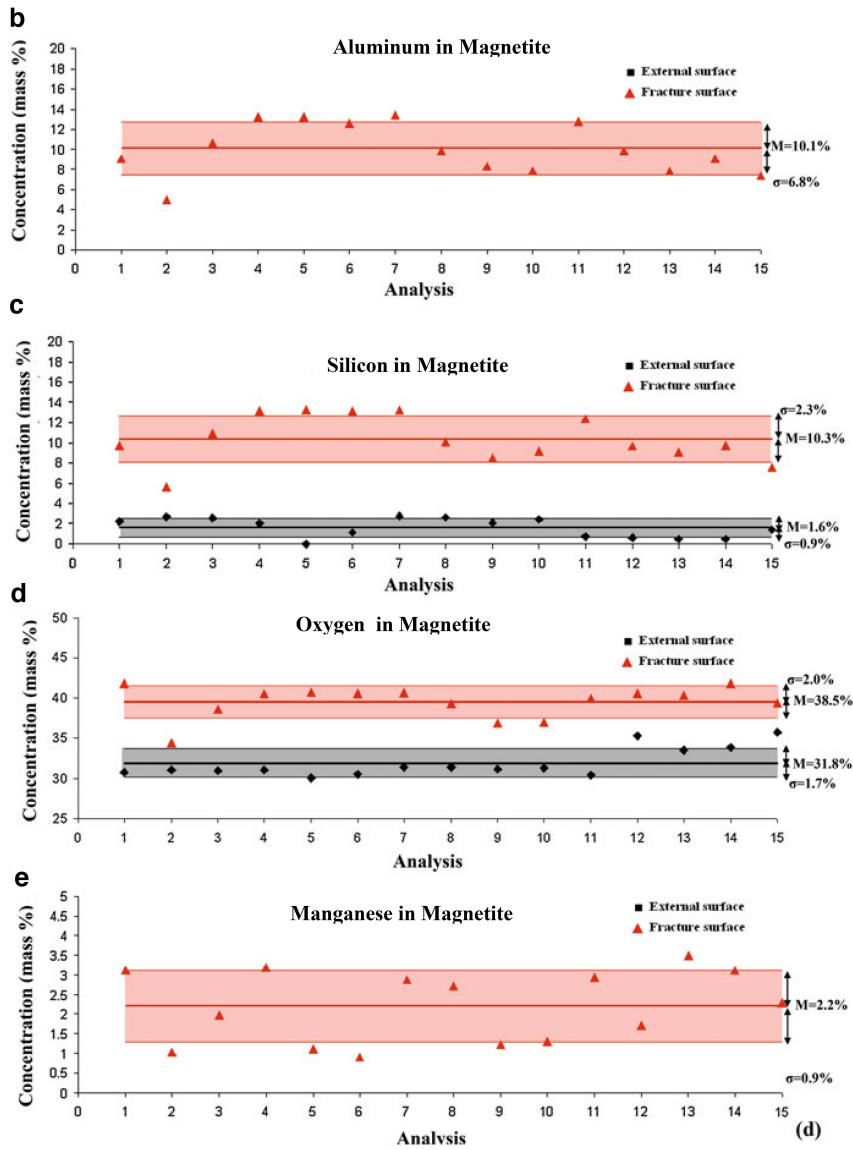 b
Aluminum in Magnetite
Concentration (mass %)
20
18
16
14
12
10
8
6
4
2
0
External surface
Fracture surface
M=10.1%
σ=6.8%
0 1 2 3 4 5 6 7 8 9 10 11 12 13 14 15
Analysis
c
Silicon in Magnetite
Concentration (mass %)
20
18
16
14
12
10
8
6
4
2
0
External surface
Fracture surface
σ=2.3%
M=10.3%
M=1.6%
σ=0.9%
0 1 2 3 4 5 6 7 8 9 10 11 12 13 14 15
Analysis
d
Oxygen in Magnetite
Concentration (mass %)
50
45
40
35
30
25
External surface
Fracture surface
σ=2.0%
M=38.5%
M=31.8%
σ=1.7%
0 1 2 3 4 5 6 7 8 9 10 11 12 13 14 15
Analysis
e
Manganese in Magnetite
Concentration (mass %)
5
4.5
4
3.5
3
2.5
2
1.5
1
0.5
0
External surface
Fracture surface
M=2.2%
σ=0.9%
0 1 2 3 4 5 6 7 8 9 10 11 12 13 14 15
Analysis
(d)